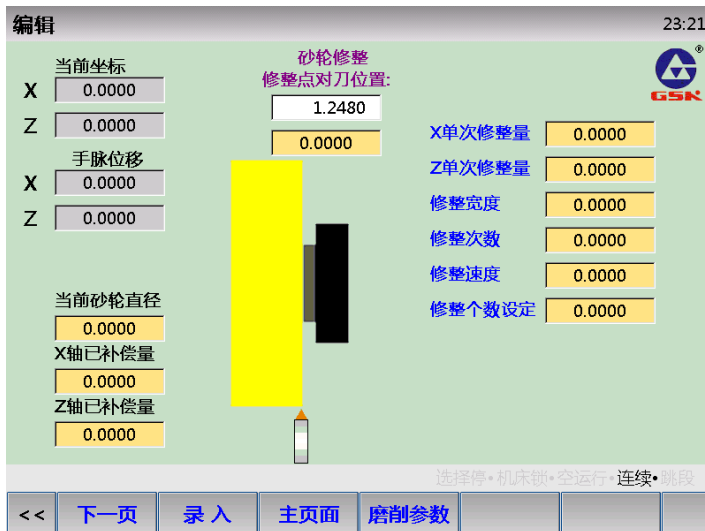 编辑
23:21
当前坐标
X 0.0000
Z 0.0000
手脉位移
X 0.0000
Z 0.0000
当前砂轮直径
0.0000
X轴已补偿量
0.0000
Z轴已补偿量
0.0000
砂轮修整
修整点对刀位置:
1.2480
0.0000
GSK
®
X单次修整量 0.0000
Z单次修整量 0.0000
修整宽度 0.0000
修整次数 0.0000
修整速度 0.0000
修整个数设定 0.0000
选择停•机床锁•空运行•连续•跳段
<< 下一页 录入 主页面 磨削参数